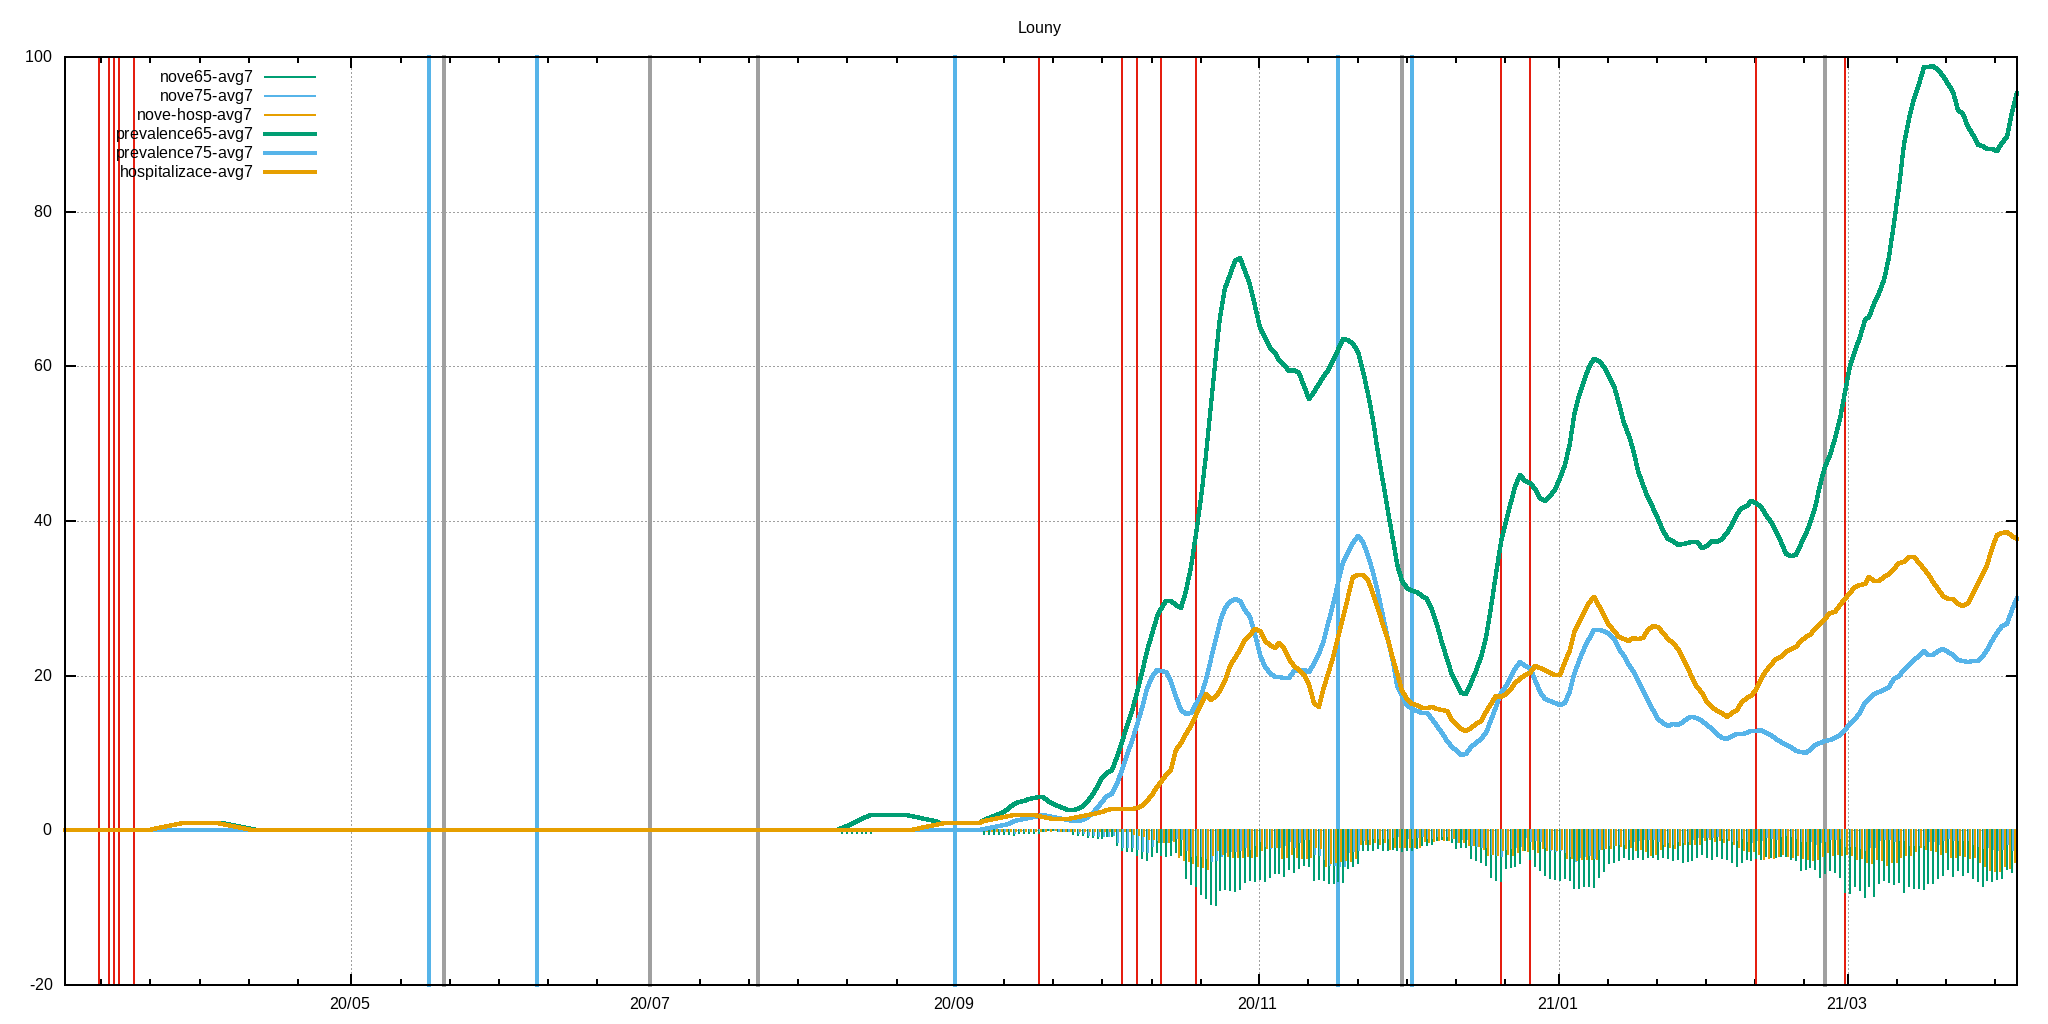 Louny
100
80
60
40
20
0
-20
nove65-avg7
nove75-avg7
nove-hosp-avg7
prevalence65-avg7
prevalence75-avg7
hospitalizace-avg7
20/05 20/07 20/09 20/11 21/01 21/03